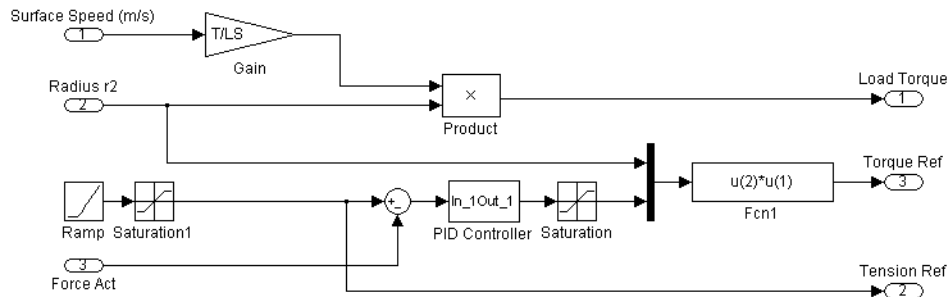 Surface Speed (m/s)
1
T/LS
Gain
Radius r2
2
×
Product
Load Torque
1
Torque Ref
3
u(2)*u(1)
Fcn1
Ramp
Saturation1
+
-
In_1Out_1
PID Controller
Saturation
3
Force Act
Tension Ref
2